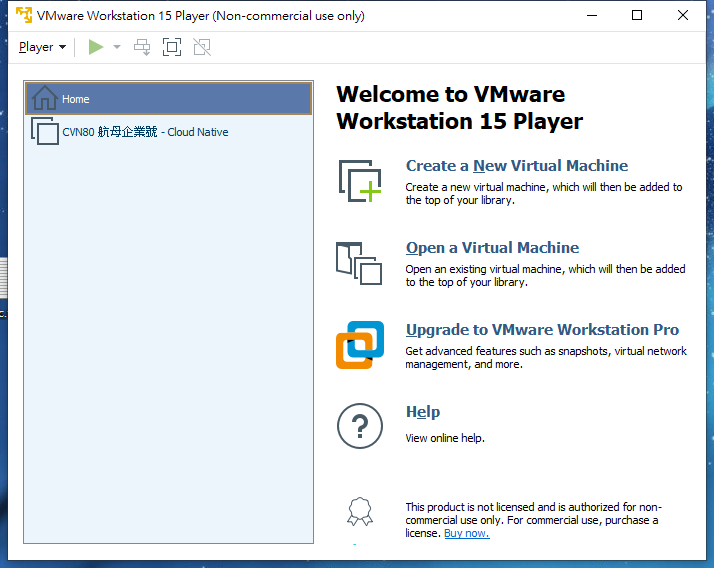 VMware Workstation 15 Player (Non-commercial use only)
Player
Home
CVN80 航母企業號 - Cloud Native
Welcome to VMware
Workstation 15 Player
Create a New Virtual Machine
Create a new virtual machine, which will then be added to
the top of your library.
Open a Virtual Machine
Open an existing virtual machine, which will then be added
to the top of your library.
Upgrade to VMware Workstation Pro
Get advanced features such as snapshots, virtual network
management, and more.
?
Help
View online help.
This product is not licensed and is authorized for non-
commercial use only. For commercial use, purchase a
license. Buy now.